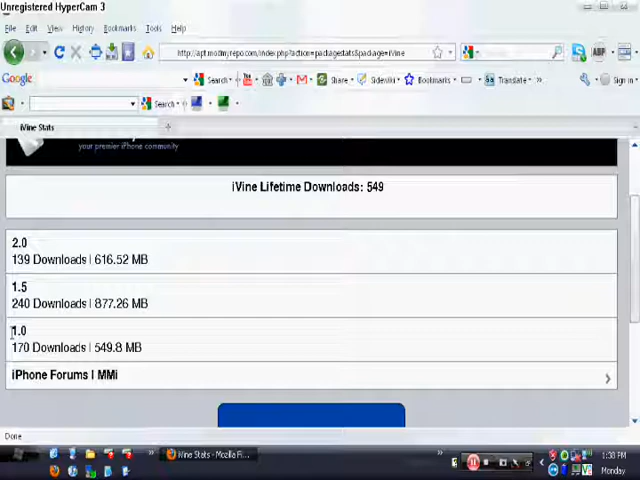 Unregistered HyperCam 3
File Edit View History Bookmarks Tools Help
http://apt.modmyrepo.com/index.php?action=packagestats&package=iVine
Google Search Share Sidewiki Bookmarks Translate Sign In
Search
iVine Stats
your premier iPhone community
iVine Lifetime Downloads: 549
2.0
139 Downloads | 616.52 MB
1.5
240 Downloads | 877.26 MB
1.0
170 Downloads | 549.8 MB
iPhone Forums | MMi
Done
iVine Stats - Mozilla Fi...
1:38 PM
Monday